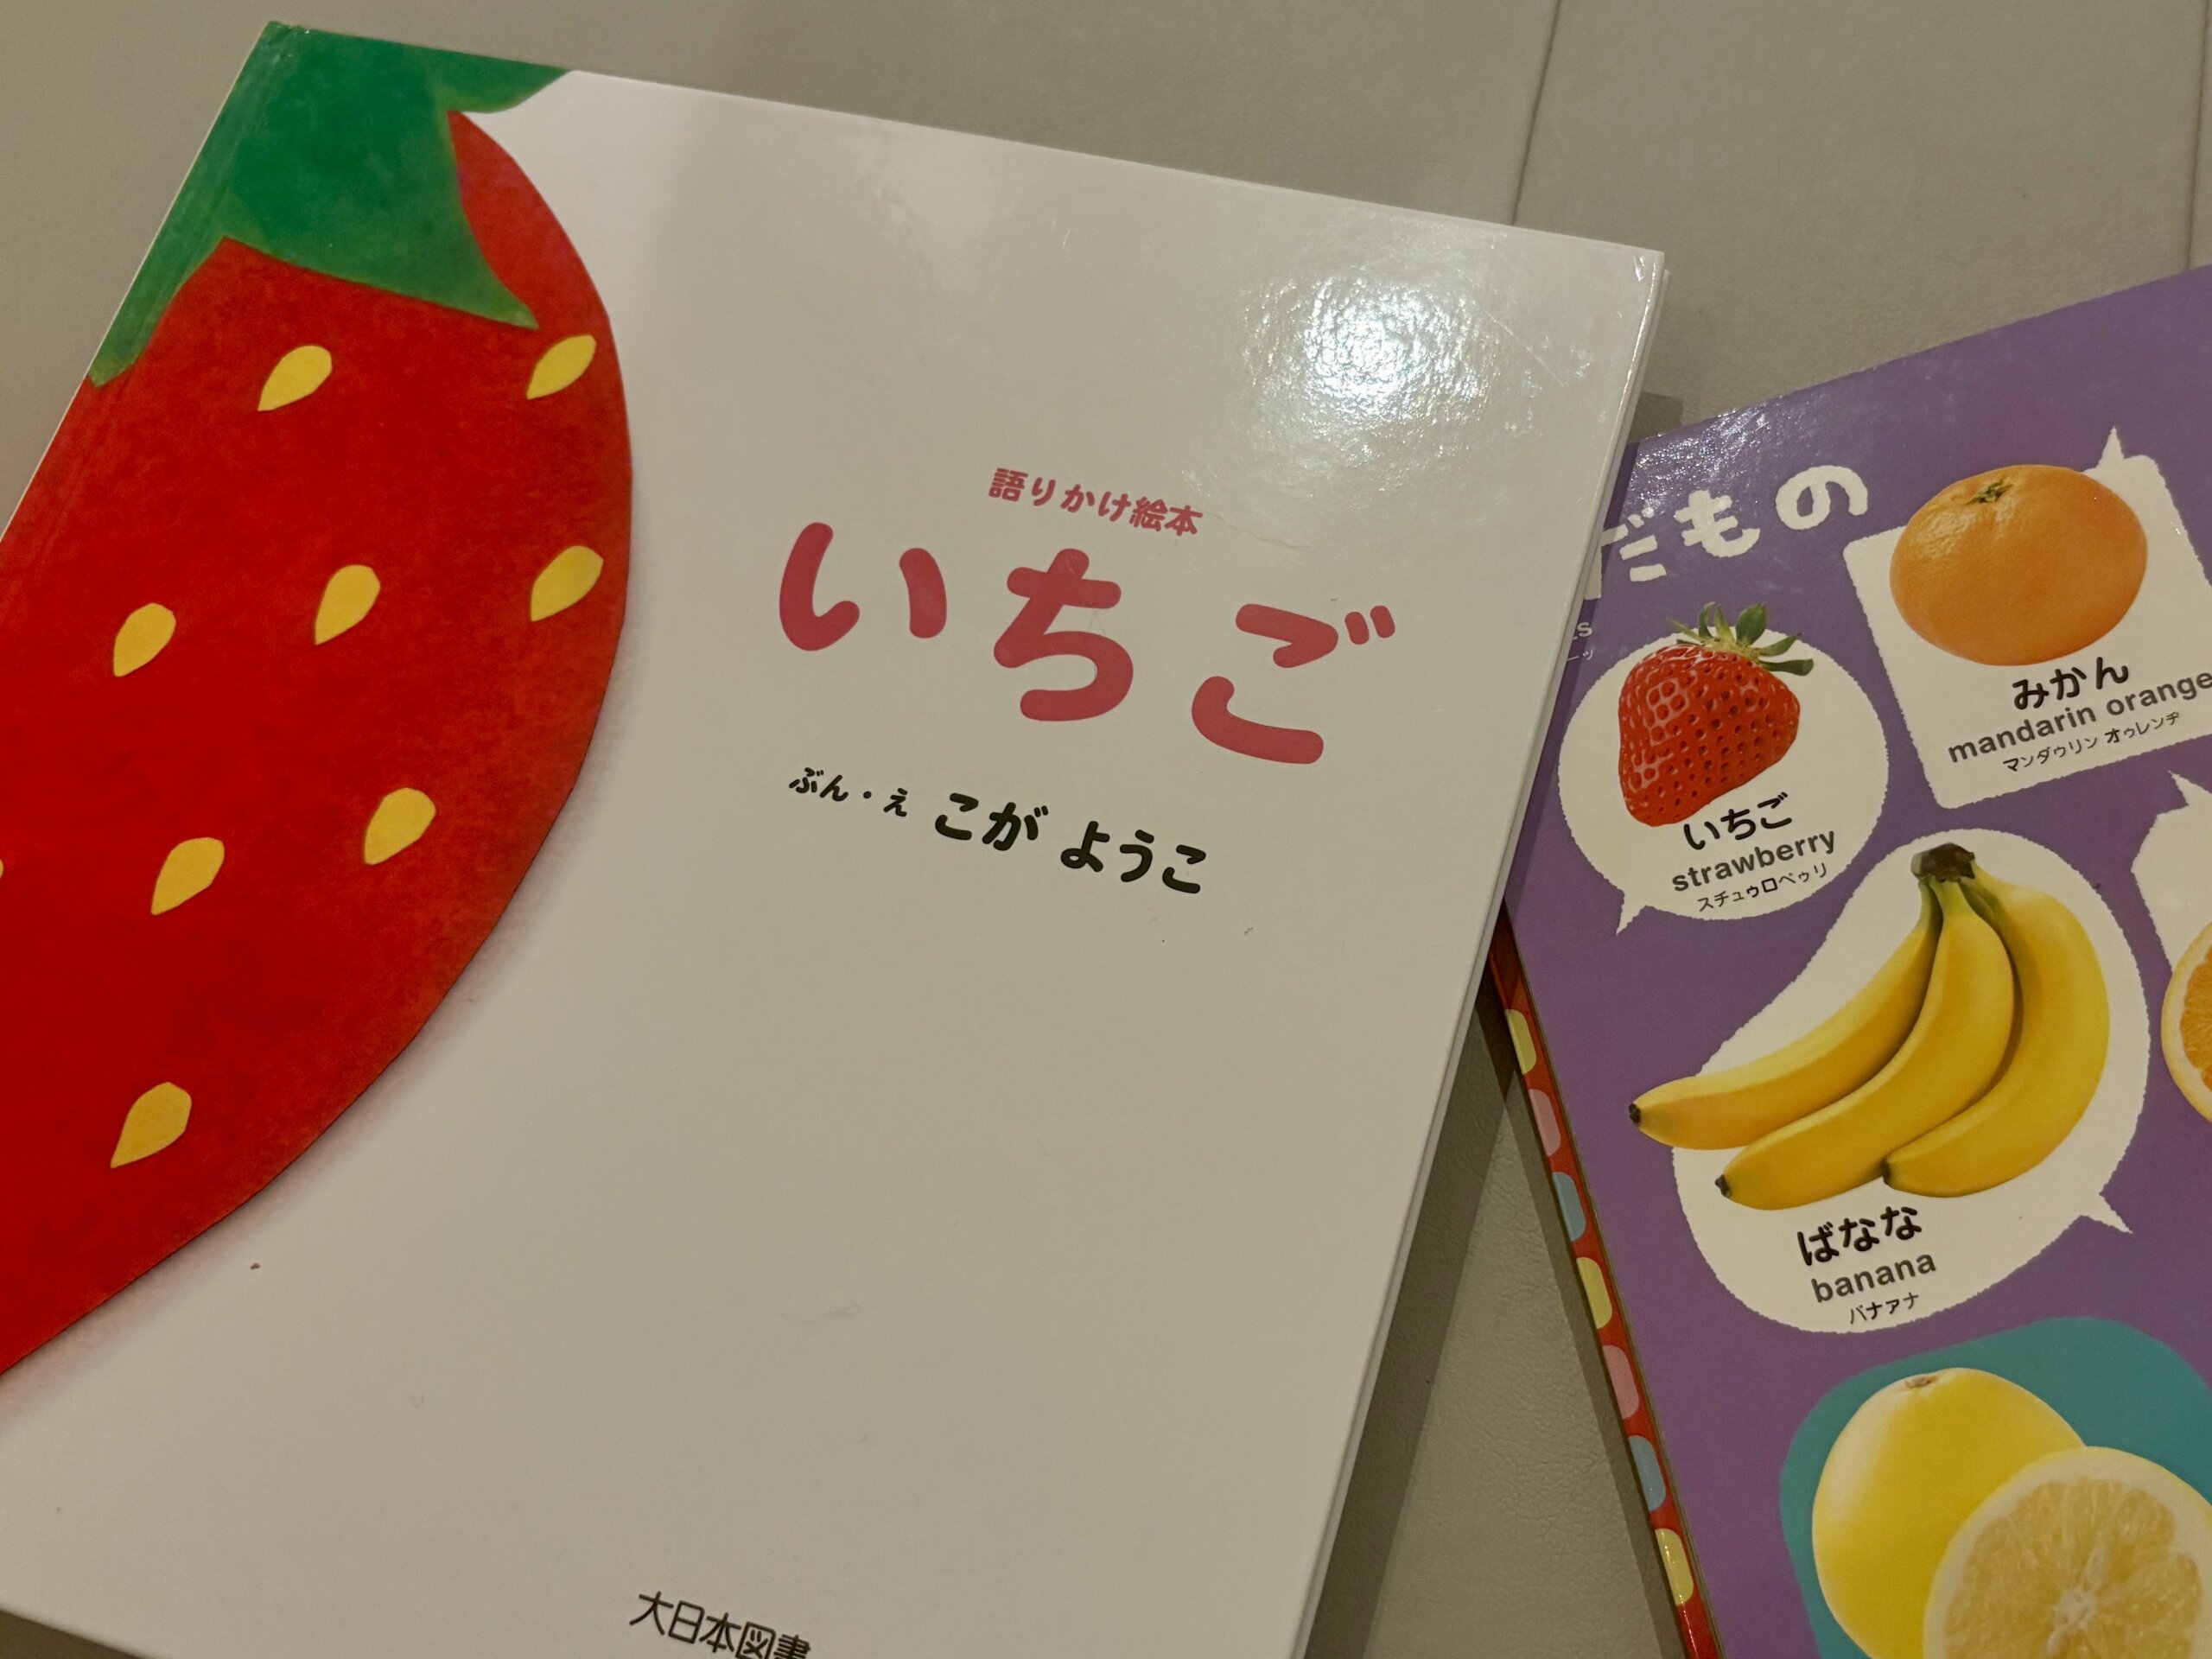 語りかけ絵本
いちご
ぶん・え こが ようこ
大日本図書
だもの
みかん
mandarin orange
マンダゥリン オゥレンヂ
いちご
strawberry
スチュゥロベゥリ
ばなな
banana
バナァナ